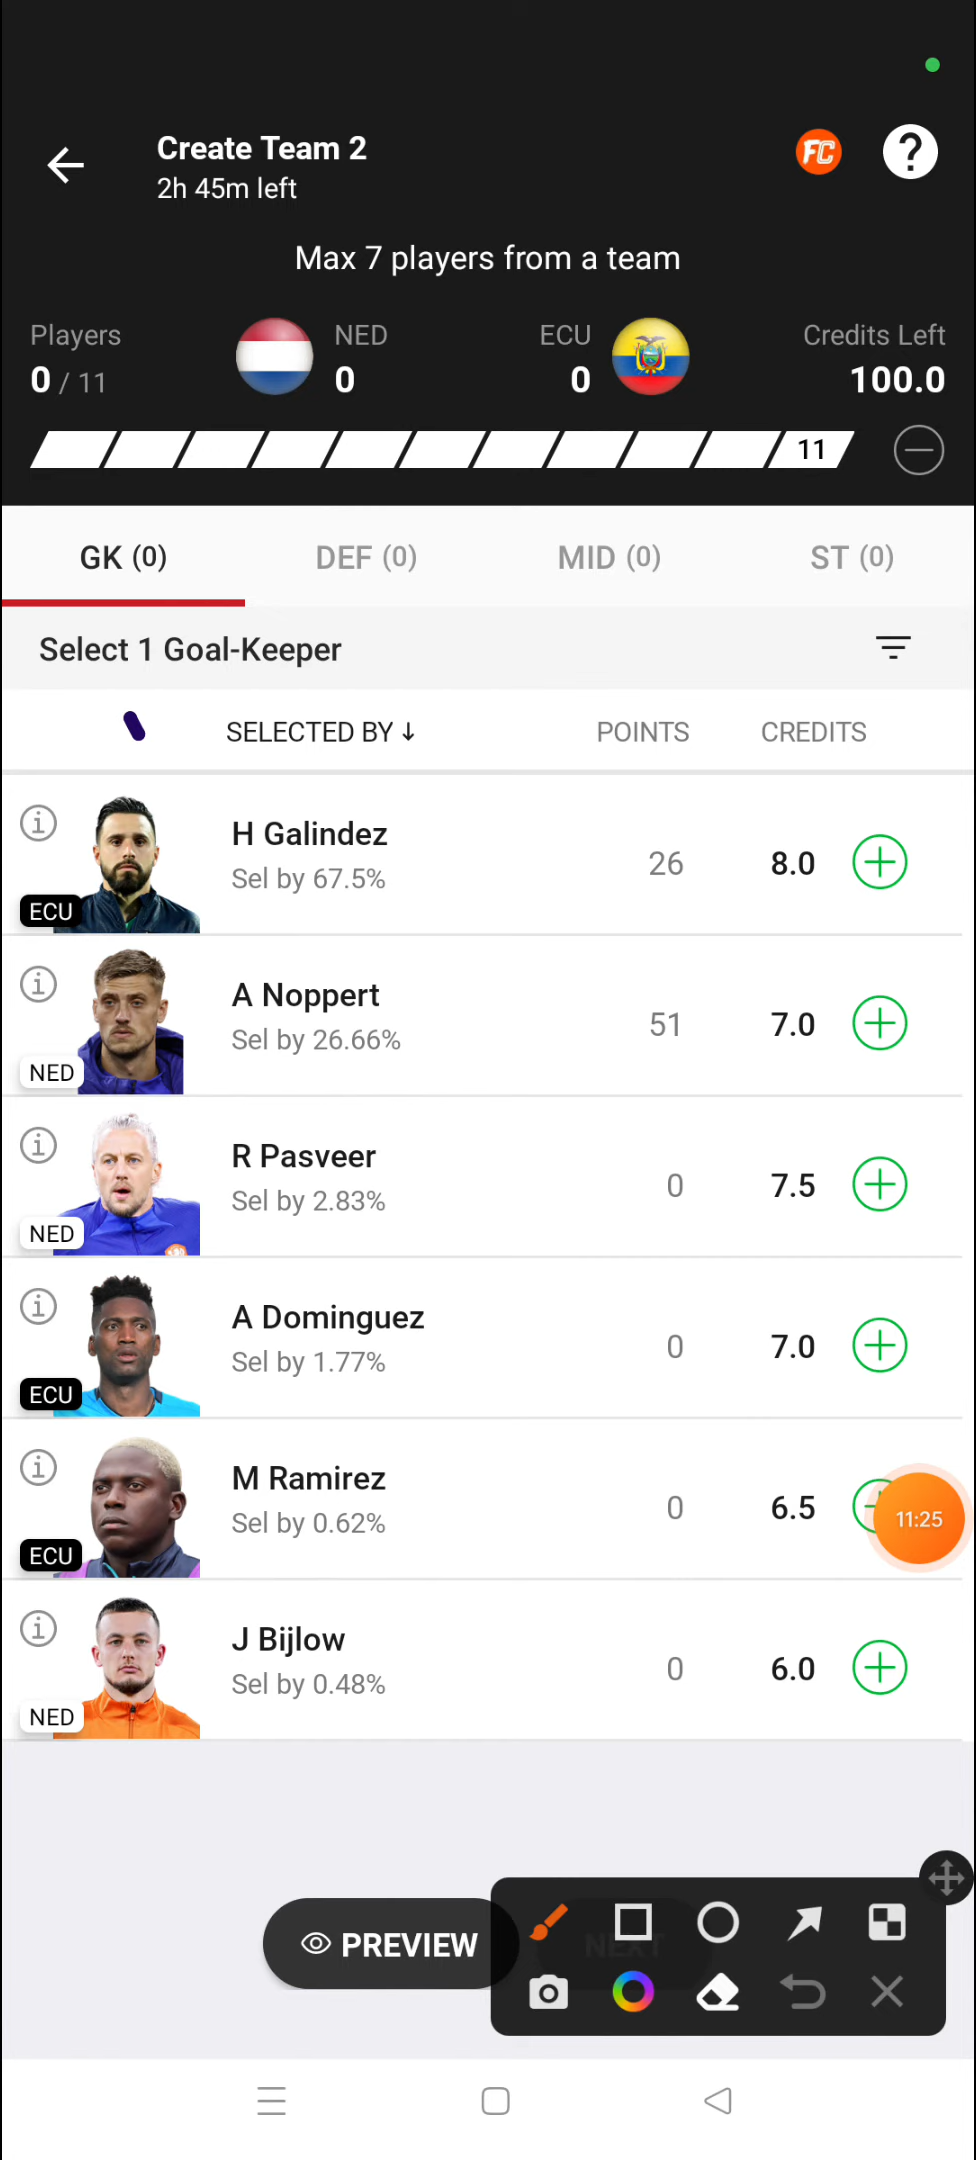 Create Team 2
2h 45m left
FC
?
Max 7 players from a team
Players
NED
ECU
Credits Left
0 / 11
0
0
100.0
11
GK (0)
DEF (0)
MID (0)
ST (0)
Select 1 Goal-Keeper
SELECTED BY ↓
POINTS
CREDITS
H Galindez
Sel by 67.5%
26
8.0
ECU
A Noppert
Sel by 26.66%
51
7.0
NED
R Pasveer
Sel by 2.83%
0
7.5
NED
A Dominguez
Sel by 1.77%
0
7.0
ECU
M Ramirez
Sel by 0.62%
0
6.5
11:25
ECU
J Bijlow
Sel by 0.48%
0
6.0
NED
PREVIEW
NEXT